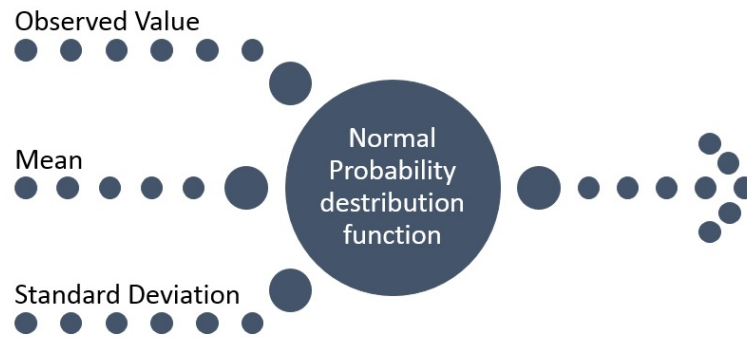 Observed Value
Mean
Normal
Probability
destribution
function
Standard Deviation